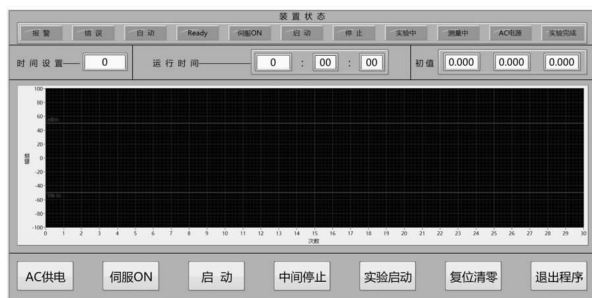 装 置 状 态
报 警 错 误 自 动 Ready 伺服ON 启 动 停 止 实验中 测量中 AC电源 实验完成
时 间 设 置 0 运 行 时 间 0 : 00 : 00 初值 0.000 0.000 0.000
100
80
60
40
20
0
-20
-40
-60
-80
-100
幅值
0 1 2 3 4 5 6 7 8 9 10 11 12 13 14 15 16 17 18 19 20 21 22 23 24 25 26 27 28 29 30
次数
AC供电 伺服ON 启 动 中间停止 实验启动 复位清零 退出程序